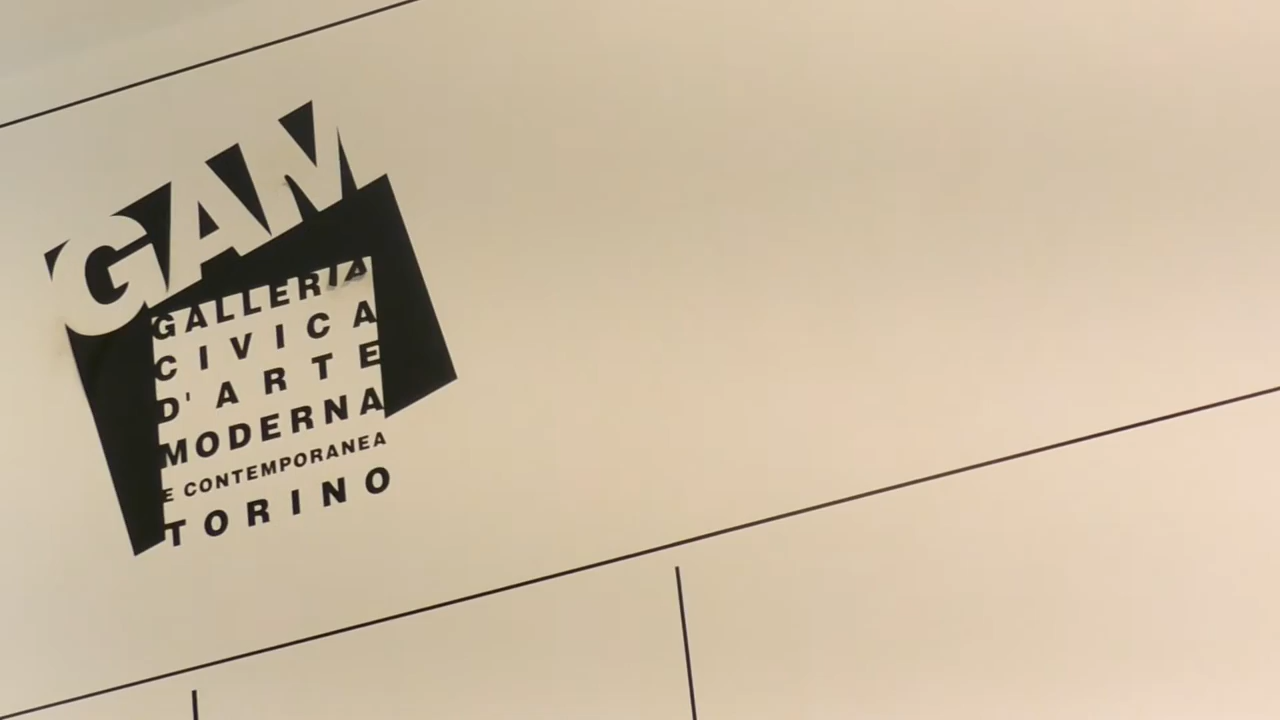 GAM
GALLERIA
CIVICA
D'ARTE
MODERNA
E CONTEMPORANEA
TORINO